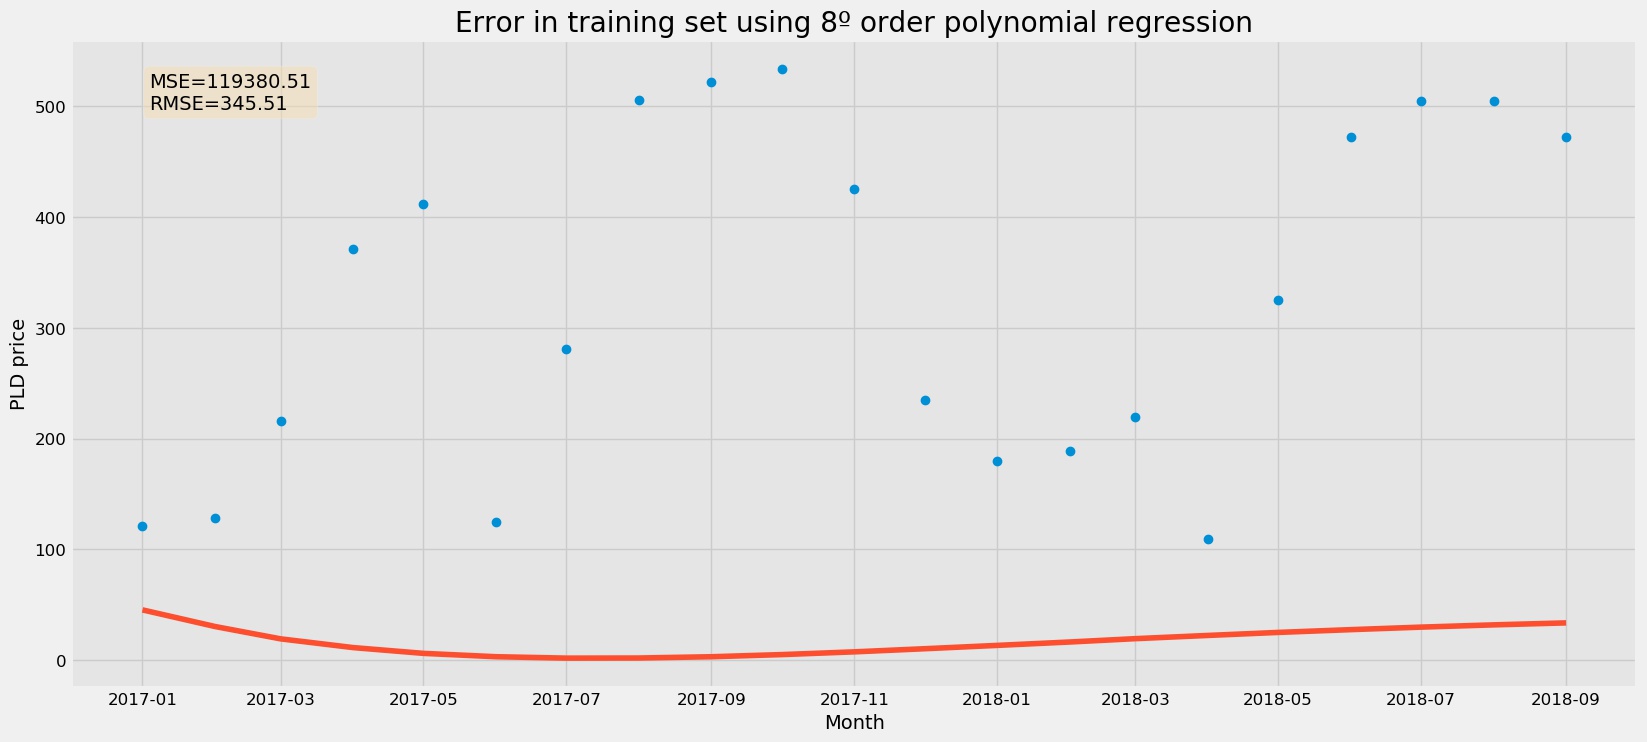 Error in training set using 8º order polynomial regression
MSE=119380.51
RMSE=345.51
500
400
300
200
100
0
PLD price
2017-01 2017-03 2017-05 2017-07 2017-09 2017-11 2018-01 2018-03 2018-05 2018-07 2018-09
Month